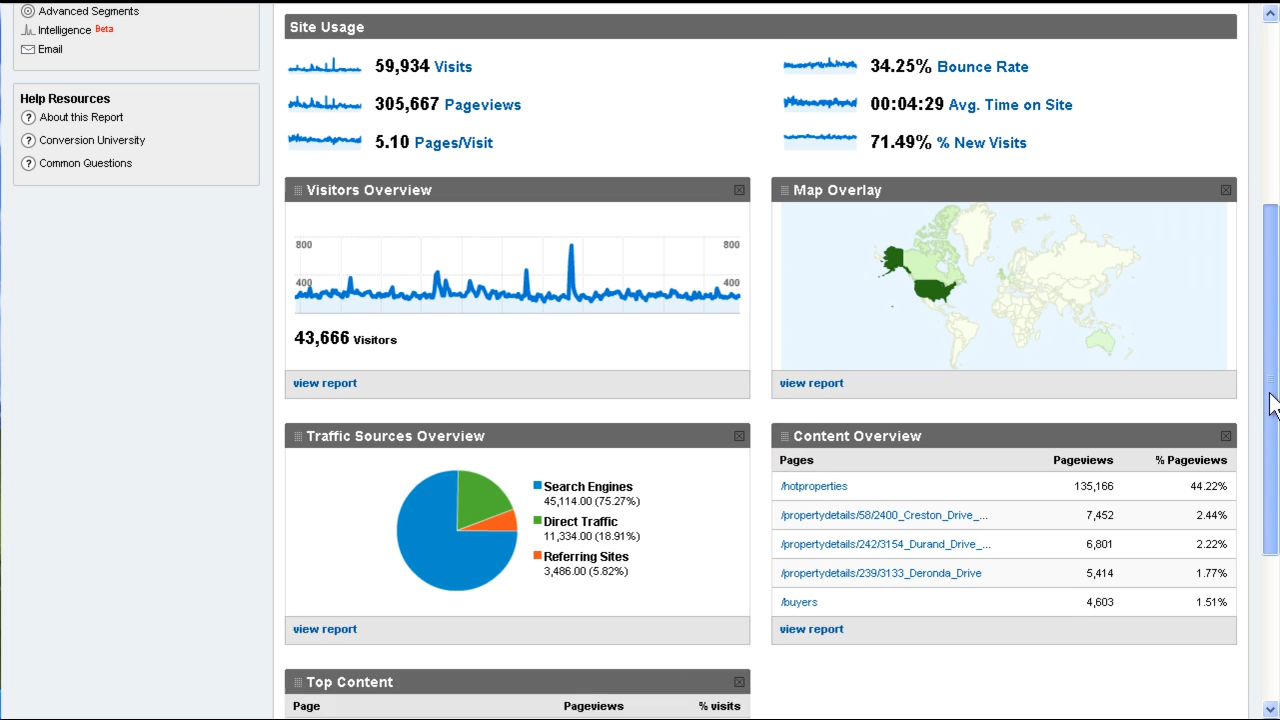 Advanced Segments
Intelligence Beta
Email
Help Resources
About this Report
Conversion University
Common Questions
Site Usage
59,934 Visits
305,667 Pageviews
5.10 Pages/Visit
34.25% Bounce Rate
00:04:29 Avg. Time on Site
71.49% % New Visits
Visitors Overview
800 800
400 400
43,666 Visitors
view report
Map Overlay
view report
Traffic Sources Overview
Search Engines
45,114.00 (75.27%)
Direct Traffic
11,334.00 (18.91%)
Referring Sites
3,486.00 (5.82%)
view report
Content Overview
Pages Pageviews % Pageviews
/hotproperties 135,166 44.22%
/propertydetails/58/2400_Creston_Drive_... 7,452 2.44%
/propertydetails/242/3154_Durand_Drive_... 6,801 2.22%
/propertydetails/239/3133_Deronda_Drive 5,414 1.77%
/buyers 4,603 1.51%
view report
Top Content
Page Pageviews % visits